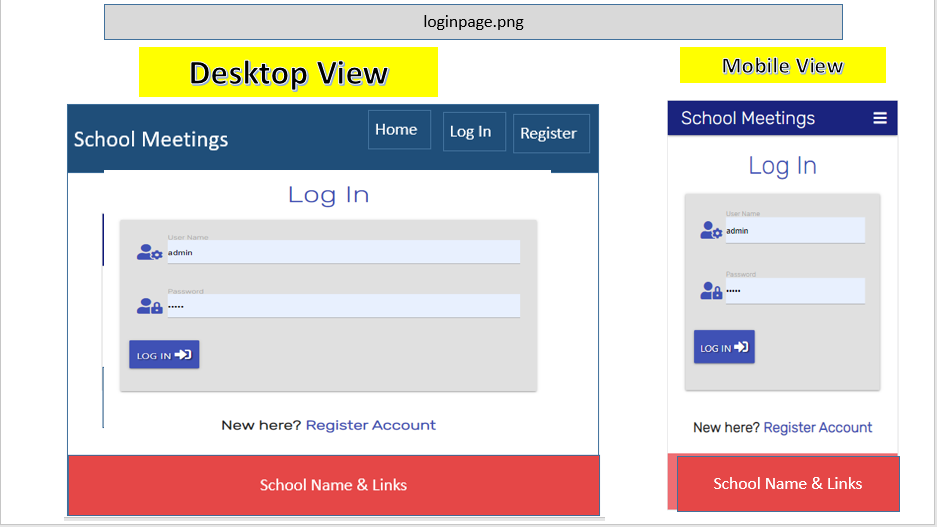 loginpage.png
Desktop View
Mobile View
School Meetings
Home
Log In
Register
Log In
User Name
admin
Password
•••••
LOG IN
New here? Register Account
School Name & Links
School Meetings
Log In
User Name
admin
Password
•••••
LOG IN
New here? Register Account
School Name & Links